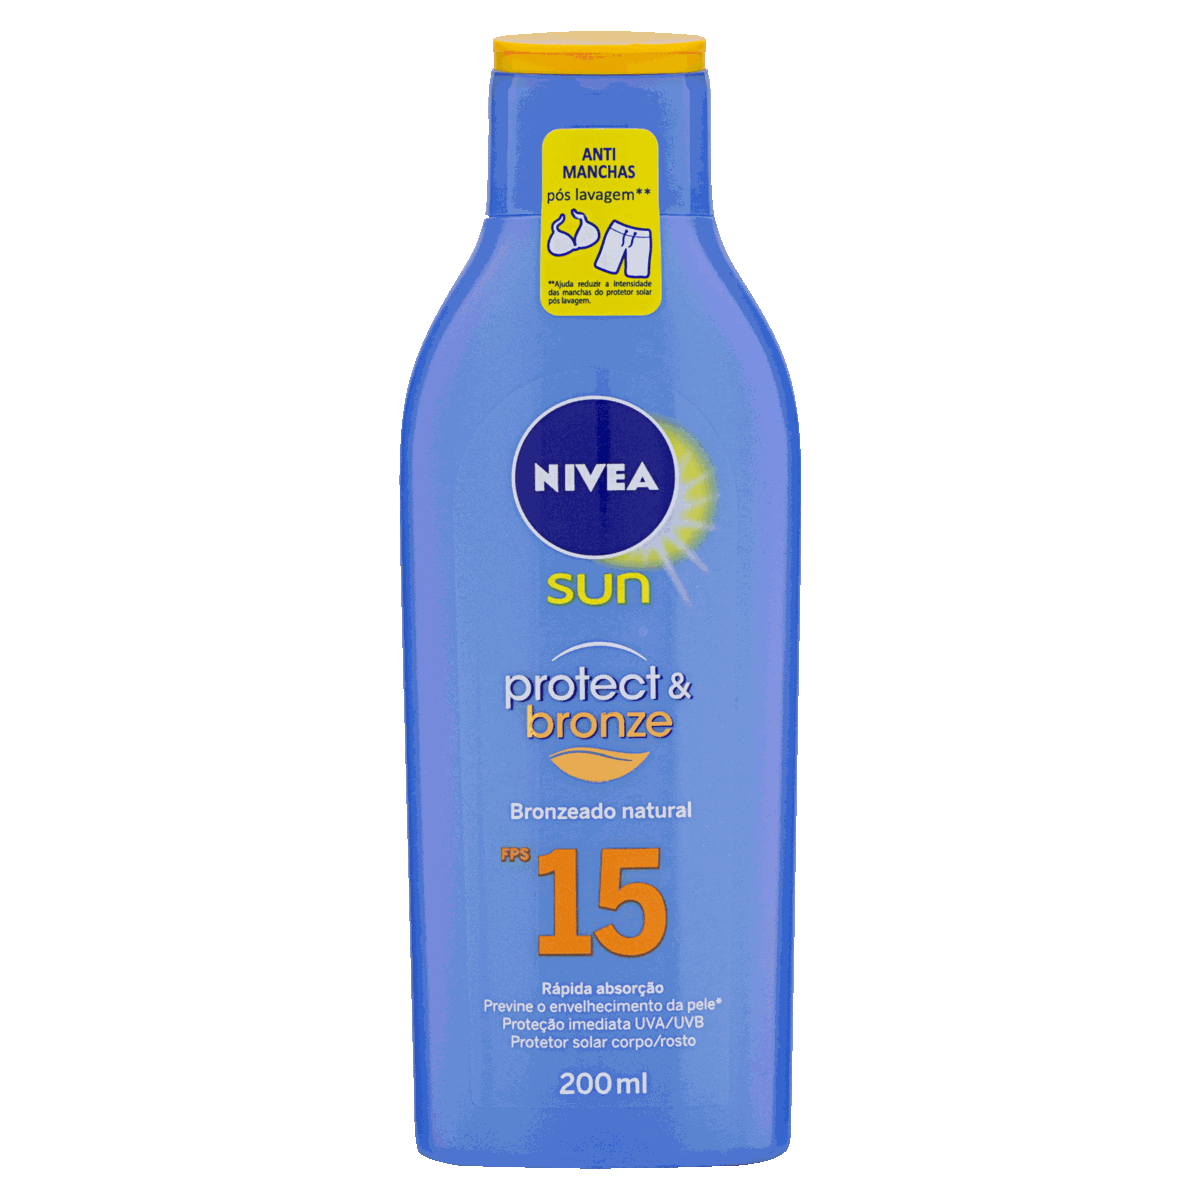 ANTI
MANCHAS
pós lavagem**
**Ajuda reduzir a intensidade
das manchas do protetor solar
pós lavagem.
NIVEA
sun
protect &
bronze
Bronzeado natural
FPS 15
Rápida absorção
Previne o envelhecimento da pele*
Proteção imediata UVA/UVB
Protetor solar corpo/rosto
200ml